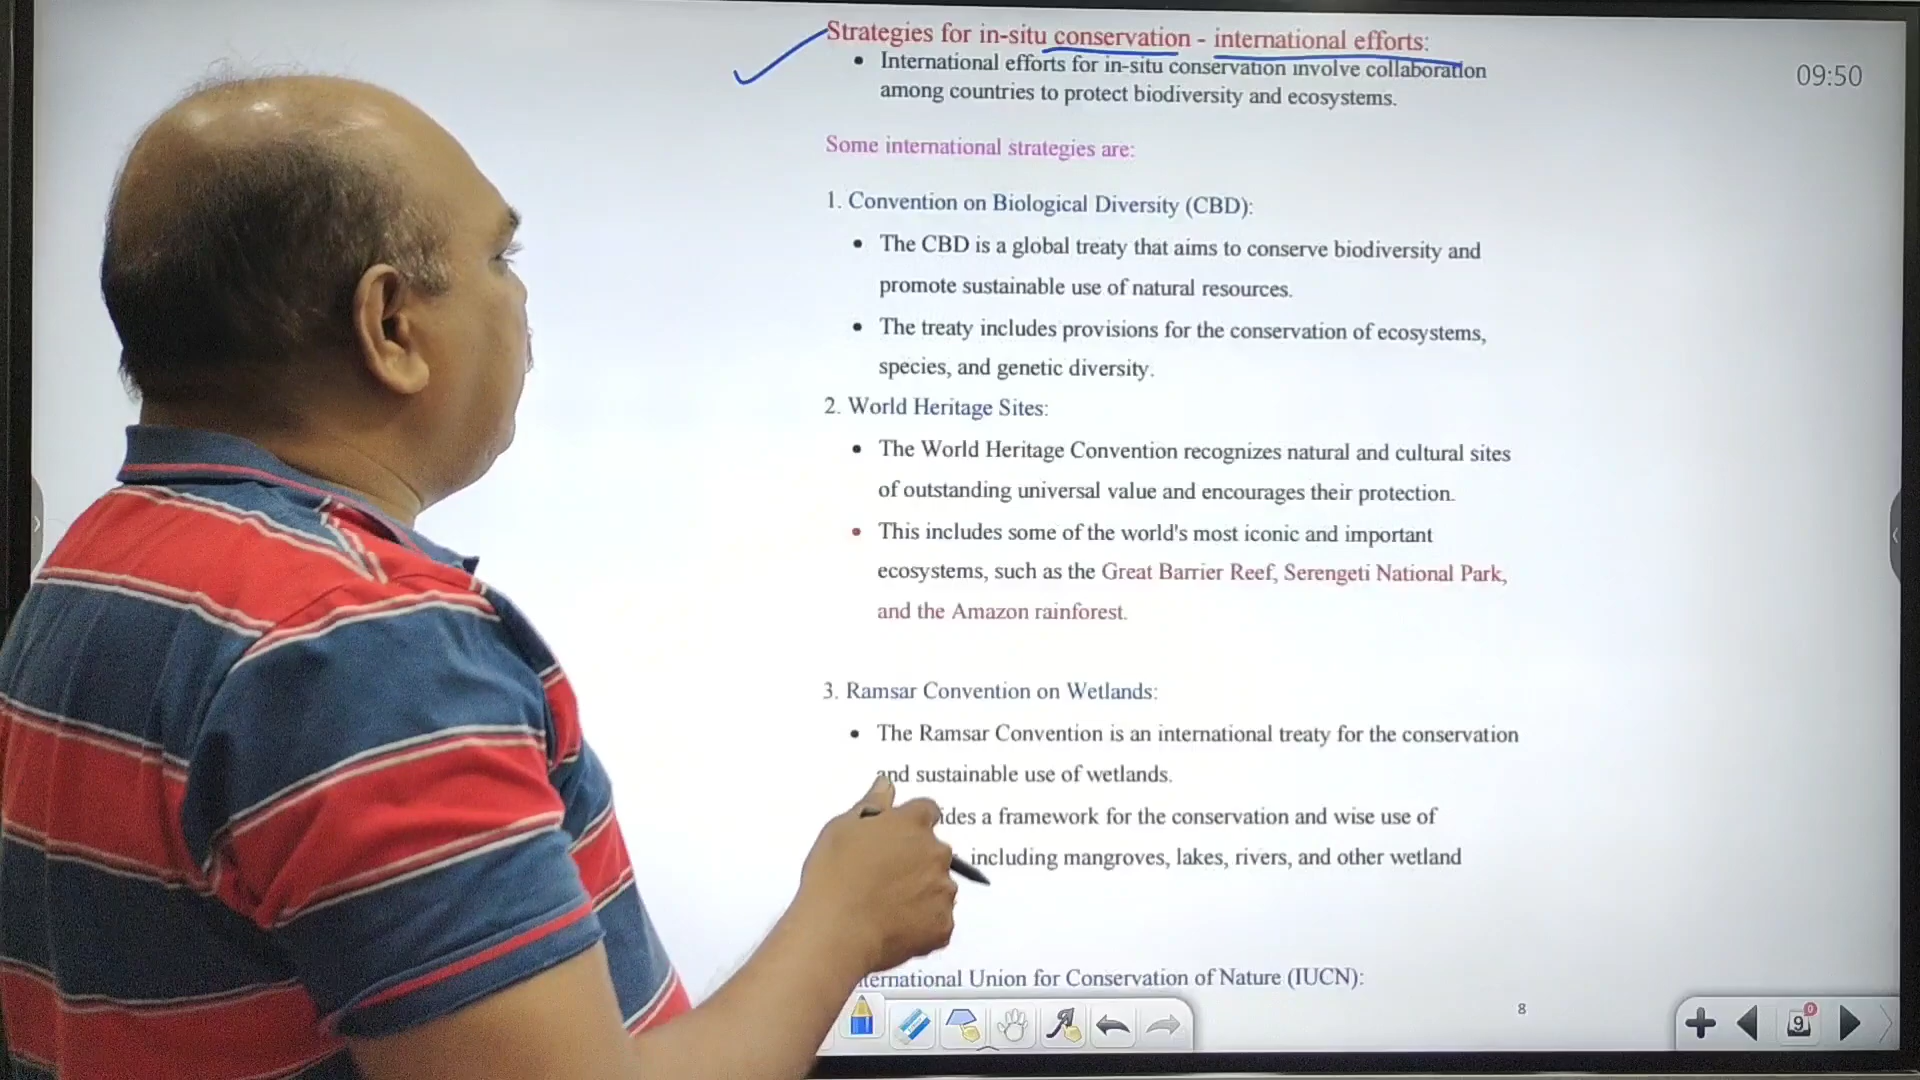 Strategies for in-situ conservation - international efforts:
• International efforts for in-situ conservation involve collaboration
among countries to protect biodiversity and ecosystems.
09:50
Some international strategies are:
1. Convention on Biological Diversity (CBD):
• The CBD is a global treaty that aims to conserve biodiversity and
promote sustainable use of natural resources.
• The treaty includes provisions for the conservation of ecosystems,
species, and genetic diversity.
2. World Heritage Sites:
• The World Heritage Convention recognizes natural and cultural sites
of outstanding universal value and encourages their protection.
• This includes some of the world's most iconic and important
ecosystems, such as the Great Barrier Reef, Serengeti National Park,
and the Amazon rainforest.
3. Ramsar Convention on Wetlands:
• The Ramsar Convention is an international treaty for the conservation
and sustainable use of wetlands.
ides a framework for the conservation and wise use of
including mangroves, lakes, rivers, and other wetland
ternational Union for Conservation of Nature (IUCN):
8
9
0